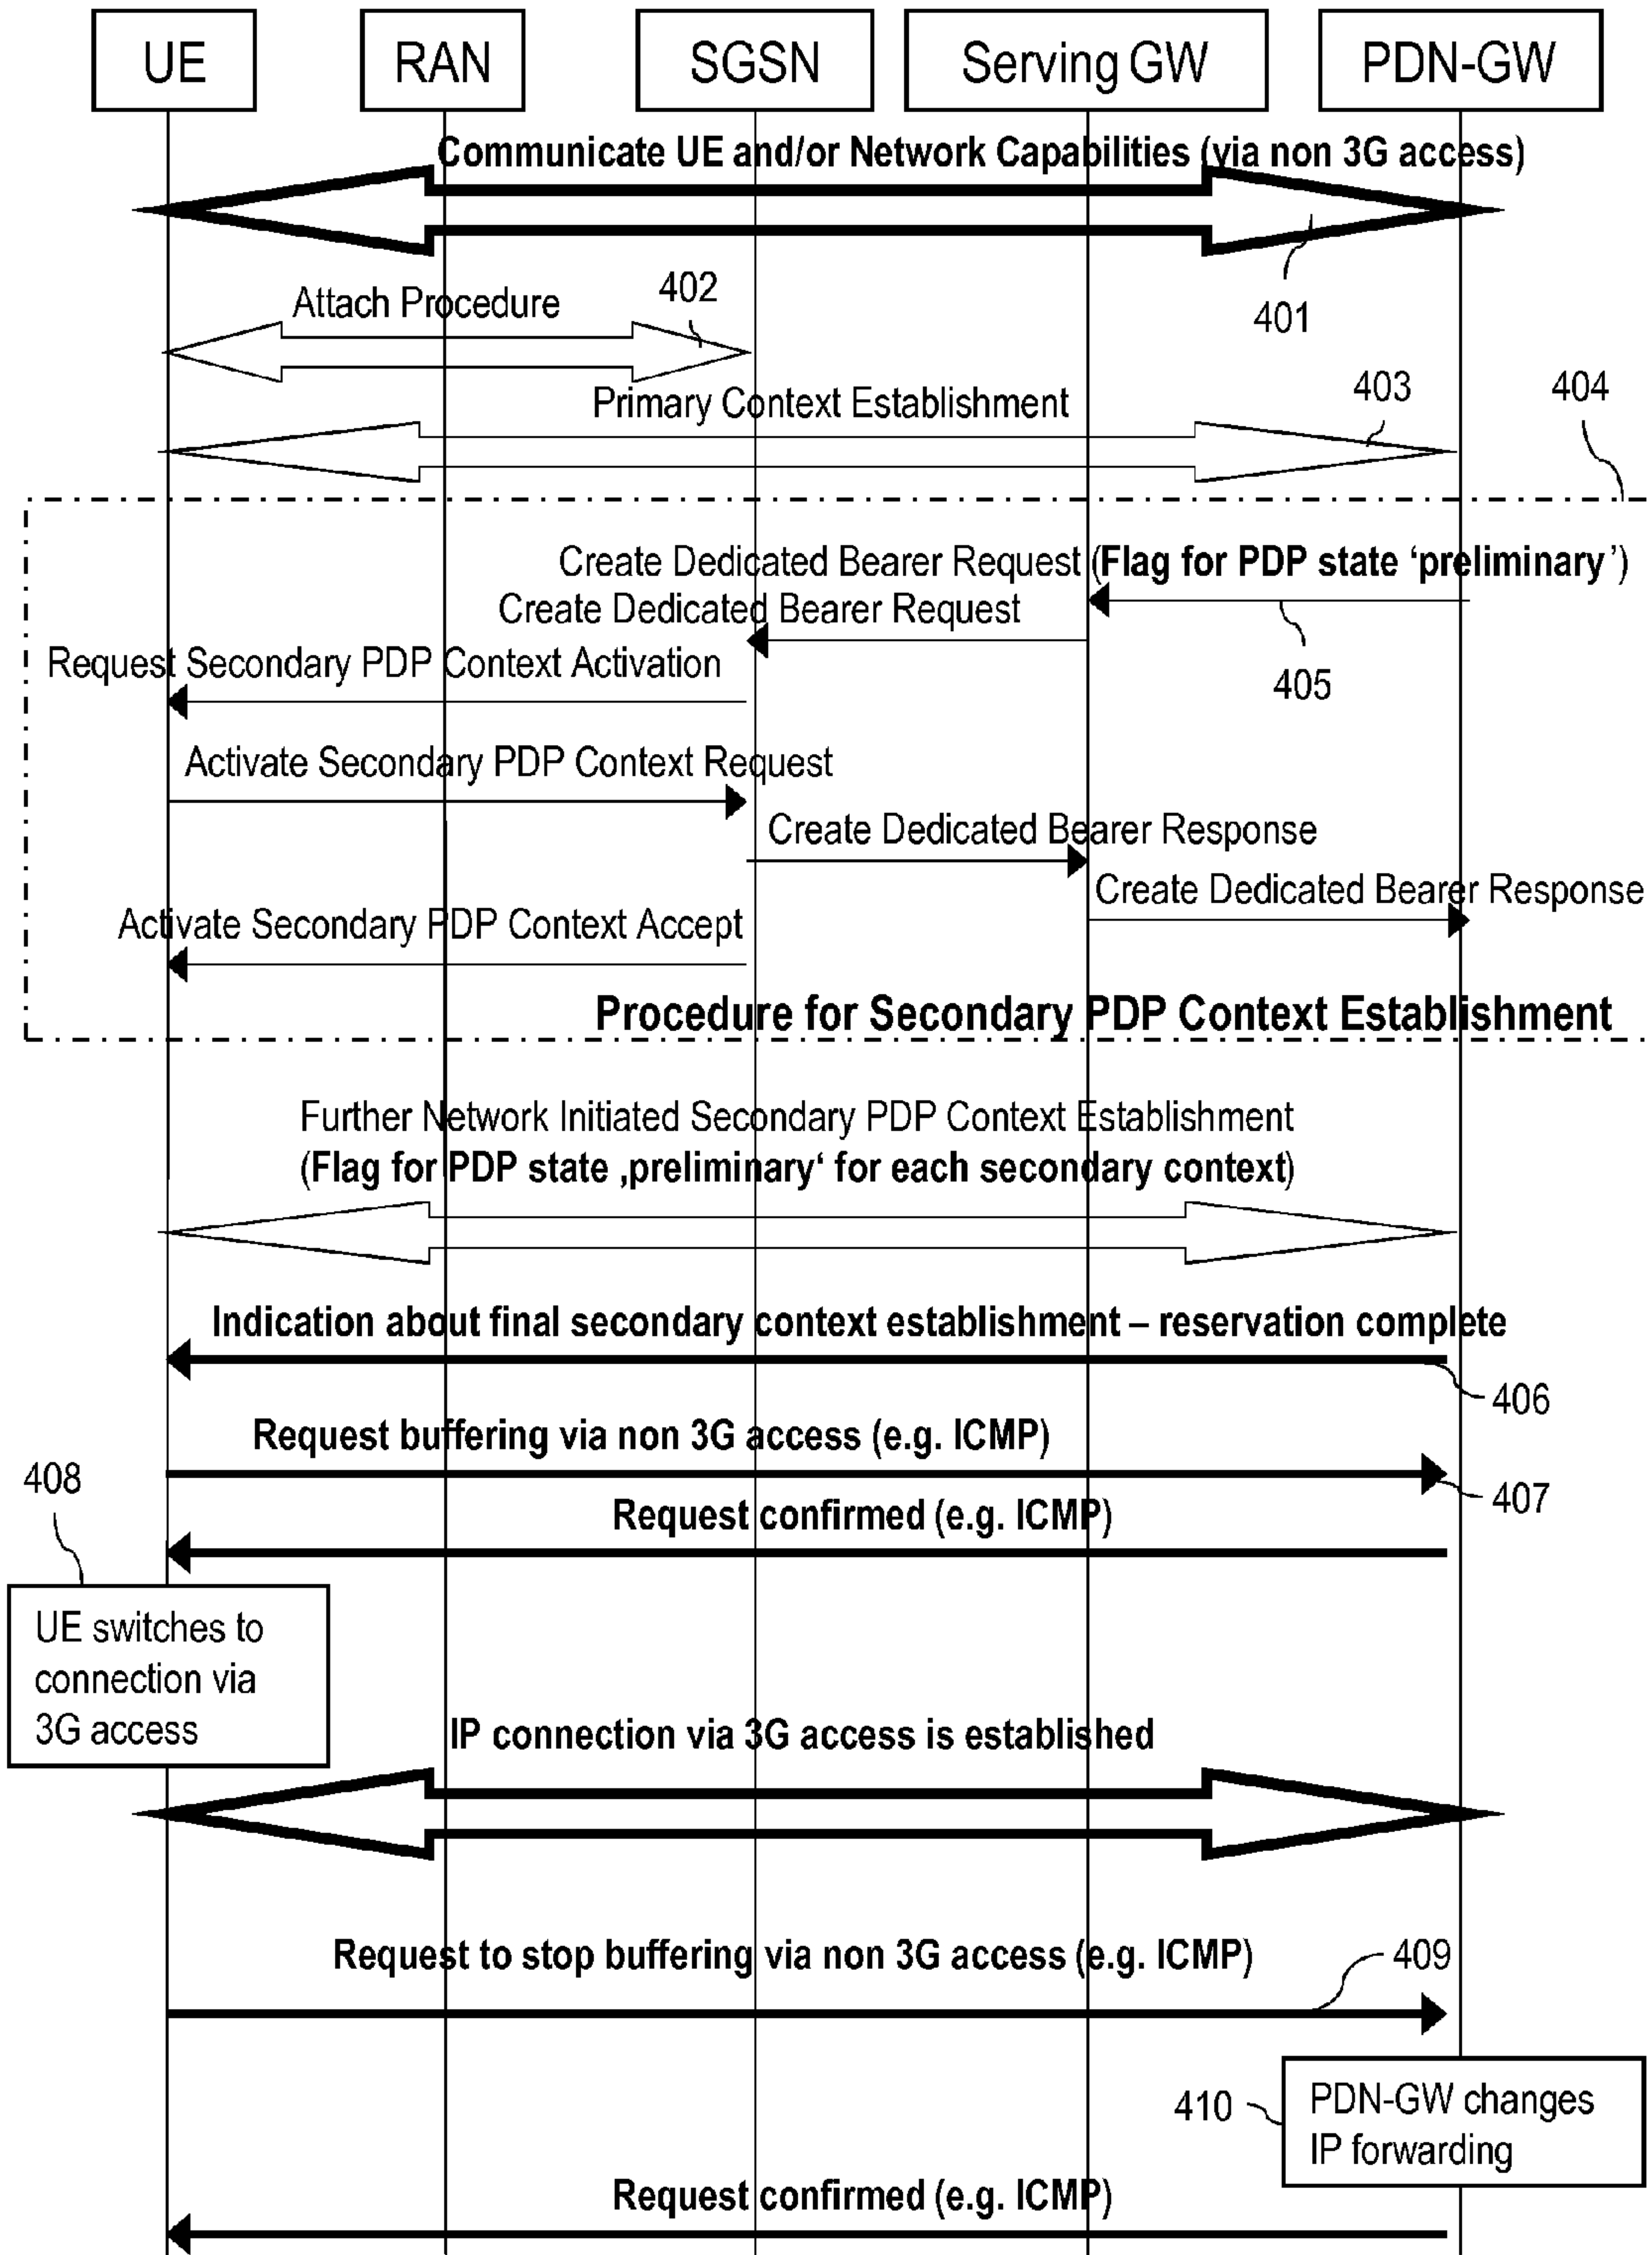 UE RAN SGSN Serving GW PDN-GW
Communicate UE and/or Network Capabilities (via non 3G access)
401
Attach Procedure
402
Primary Context Establishment
403
404
Create Dedicated Bearer Request (Flag for PDP state ‘preliminary’)
405
Create Dedicated Bearer Request
Request Secondary PDP Context Activation
Activate Secondary PDP Context Request
Create Dedicated Bearer Response
Create Dedicated Bearer Response
Activate Secondary PDP Context Accept
Procedure for Secondary PDP Context Establishment
Further Network Initiated Secondary PDP Context Establishment
(Flag for PDP state ‚preliminary‘ for each secondary context)
Indication about final secondary context establishment – reservation complete
406
Request buffering via non 3G access (e.g. ICMP)
407
Request confirmed (e.g. ICMP)
408
UE switches to
connection via
3G access
IP connection via 3G access is established
Request to stop buffering via non 3G access (e.g. ICMP)
409
410
PDN-GW changes
IP forwarding
Request confirmed (e.g. ICMP)